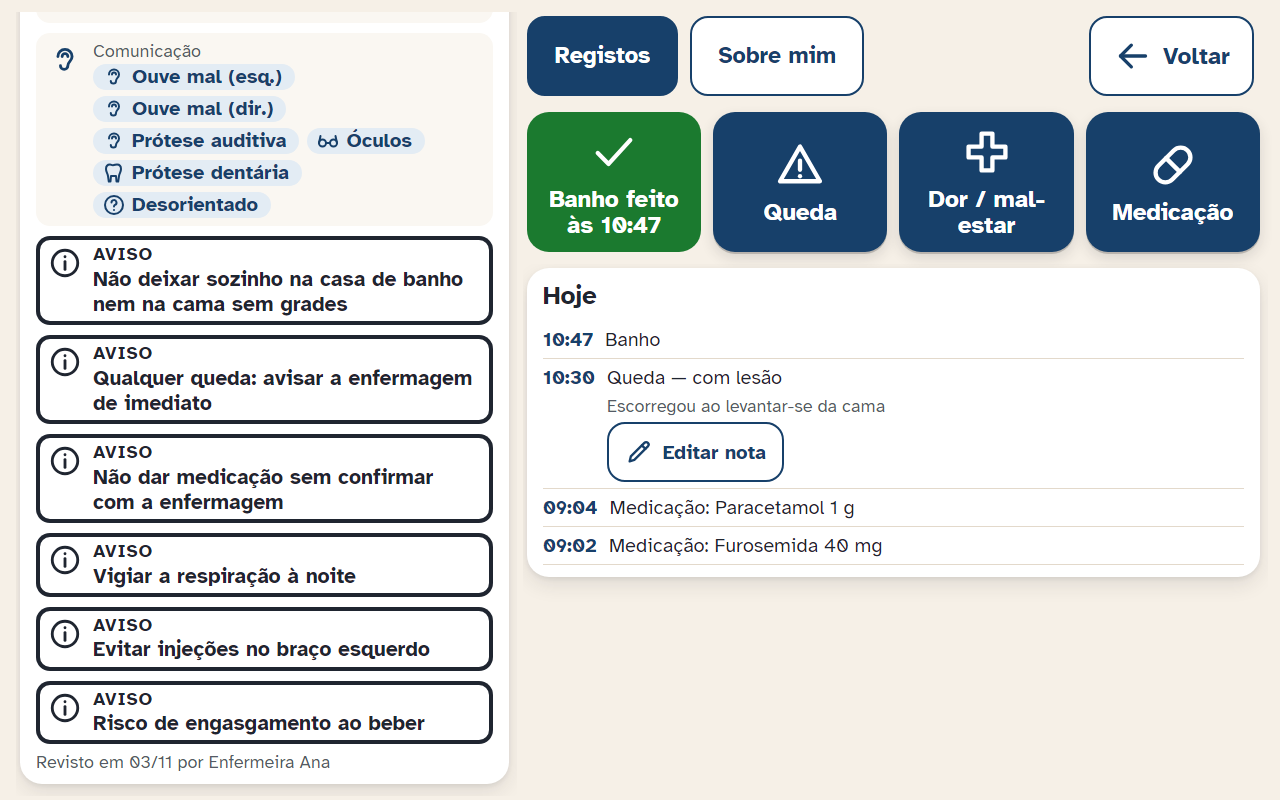 Comunicação
Ouve mal (esq.)
Ouve mal (dir.)
Prótese auditiva
Óculos
Prótese dentária
Desorientado
AVISO
Não deixar sozinho na casa de banho
nem na cama sem grades
AVISO
Qualquer queda: avisar a enfermagem
de imediato
AVISO
Não dar medicação sem confirmar
com a enfermagem
AVISO
Vigiar a respiração à noite
AVISO
Evitar injeções no braço esquerdo
AVISO
Risco de engasgamento ao beber
Revisto em 03/11 por Enfermeira Ana
Registos
Sobre mim
Voltar
Banho feito
às 10:47
Queda
Dor / mal-
estar
Medicação
Hoje
10:47 Banho
10:30 Queda — com lesão
Escorregou ao levantar-se da cama
Editar nota
09:04 Medicação: Paracetamol 1 g
09:02 Medicação: Furosemida 40 mg